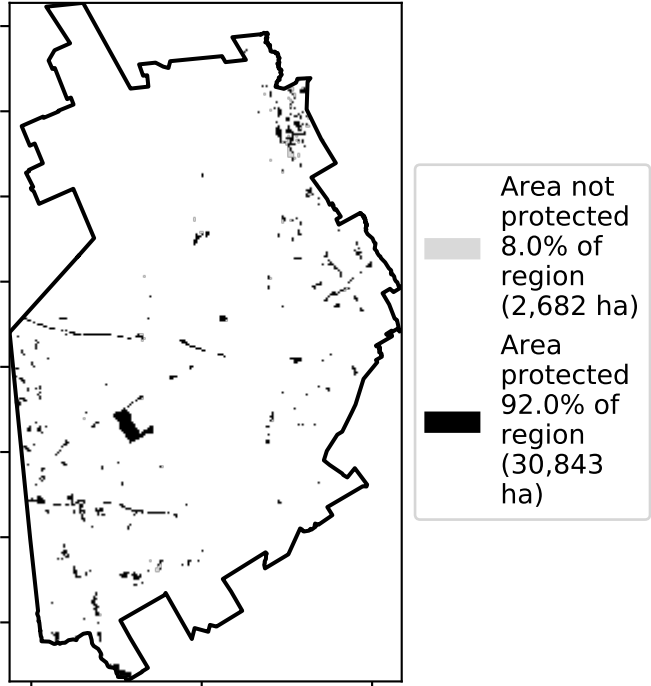 Area not
protected
8.0% of
region
(2,682 ha)
Area
protected
92.0% of
region
(30,843
ha)